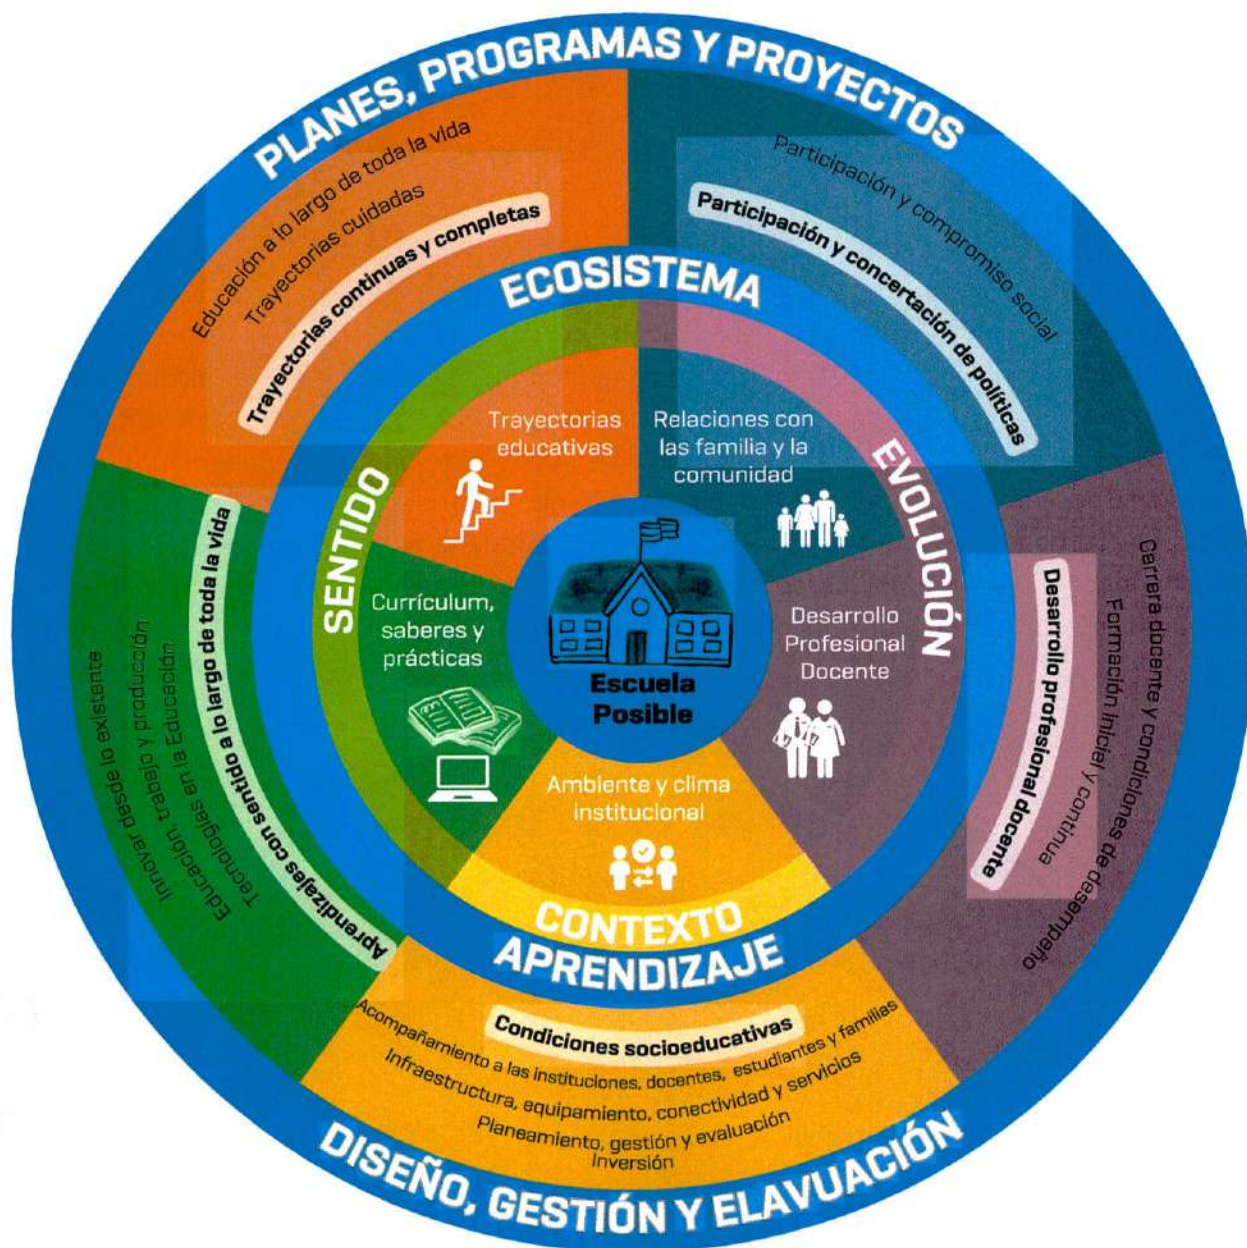 PLANES, PROGRAMAS Y PROYECTOS
Educación a lo largo de toda la vida
Trayectorias cuidadas
Trayectorias continuas y completas
Participación y compromiso social
Participación y concertación de políticas
ECOSISTEMA
SENTIDO
EVOLUCIÓN
Trayectorias
educativas
Relaciones con
las familia y la
comunidad
Currículum,
saberes y
prácticas
Desarrollo
Profesional
Docente
Escuela
Posible
Ambiente y clima
institucional
CONTEXTO
APRENDIZAJE
Aprendizajes con sentido a lo largo de toda la vida
Tecnologías en la Educación
Educación, trabajo y producción
Innovar desde lo existente
Desarrollo profesional docente
Formación Inicial y continua
Carrera docente y condiciones de desempeño
Condiciones socioeducativas
Acompañamiento a las instituciones, docentes, estudiantes y familias
Infraestructura, equipamiento, conectividad y servicios
Planeamiento, gestión y evaluación
Inversión
DISEÑO, GESTIÓN Y ELAVUACIÓN